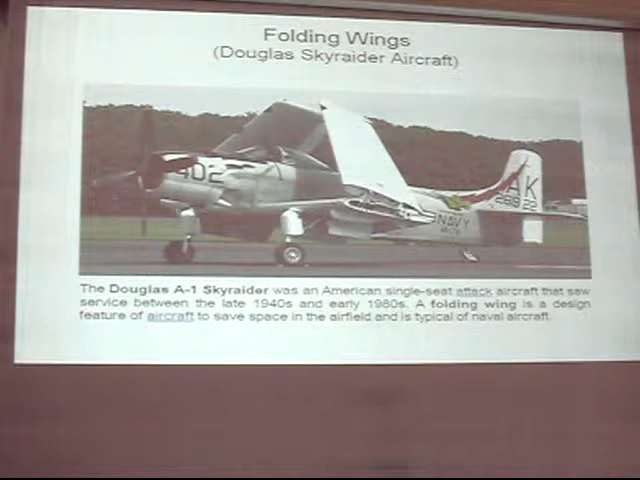 Folding Wings
(Douglas Skyraider Aircraft)
402
AK
NAVY
The Douglas A-1 Skyraider was an American single-seat attack aircraft that saw
service between the late 1940s and early 1980s. A folding wing is a design
feature of aircraft to save space in the airfield and is typical of naval aircraft.